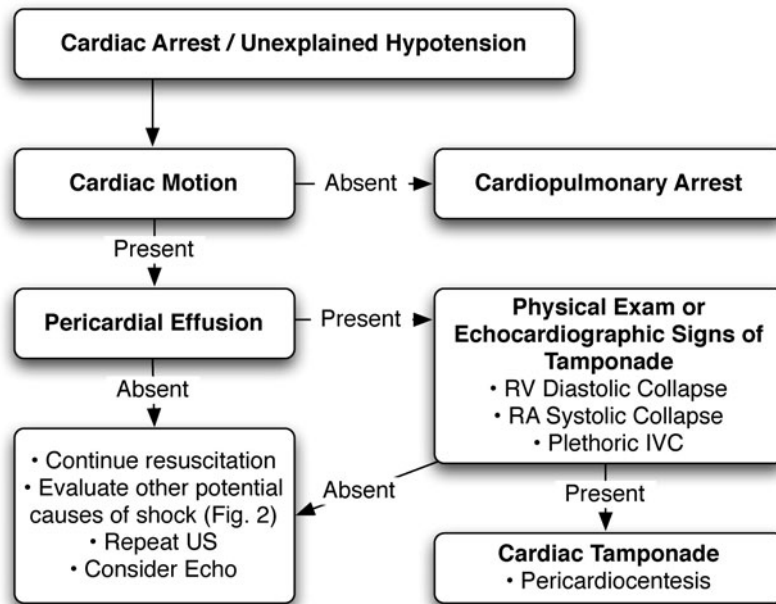 Cardiac Arrest / Unexplained Hypotension
Cardiac Motion
Absent
Cardiopulmonary Arrest
Present
Pericardial Effusion
Present
Physical Exam or
Echocardiographic Signs of
Tamponade
• RV Diastolic Collapse
• RA Systolic Collapse
• Plethoric IVC
Absent
• Continue resuscitation
• Evaluate other potential
causes of shock (Fig. 2)
• Repeat US
• Consider Echo
Absent
Present
Cardiac Tamponade
• Pericardiocentesis